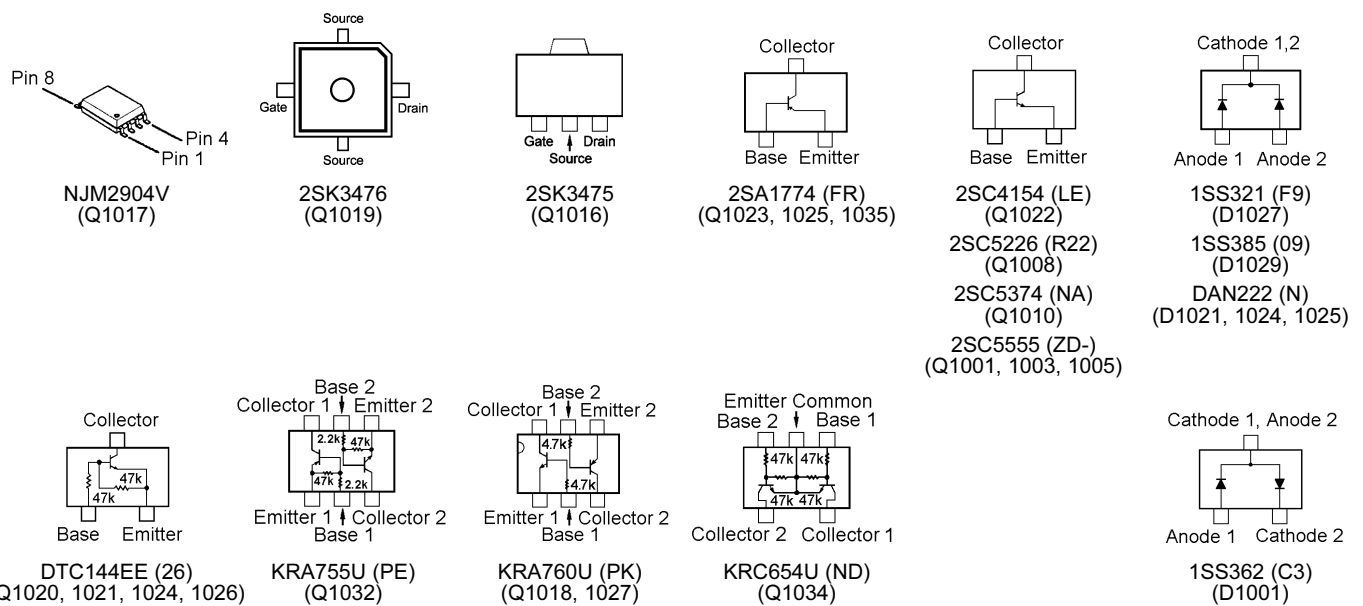 Pin 8
Pin 4
Pin 1
NJM2904V
(Q1017)
Source
Gate
Drain
Source
2SK3476
(Q1019)
Gate Drain
Source
2SK3475
(Q1016)
Collector
Base Emitter
2SA1774 (FR)
(Q1023, 1025, 1035)
Collector
Base Emitter
2SC4154 (LE)
(Q1022)
2SC5226 (R22)
(Q1008)
2SC5374 (NA)
(Q1010)
2SC5555 (ZD-)
(Q1001, 1003, 1005)
Cathode 1,2
Anode 1 Anode 2
1SS321 (F9)
(D1027)
1SS385 (09)
(D1029)
DAN222 (N)
(D1021, 1024, 1025)
Collector
47k
47k
Base Emitter
DTC144EE (26)
Q1020, 1021, 1024, 1026)
Base 2
Collector 1 Emitter 2
2.2k 47k
47k 2.2k
Emitter 1 Collector 2
Base 1
KRA755U (PE)
(Q1032)
Base 2
Collector 1 Emitter 2
4.7k
4.7k
Emitter 1 Collector 2
Base 1
KRA760U (PK)
(Q1018, 1027)
Emitter Common
Base 2 Base 1
47k 47k
47k 47k
Collector 2 Collector 1
KRC654U (ND)
(Q1034)
Cathode 1, Anode 2
Anode 1 Cathode 2
1SS362 (C3)
(D1001)